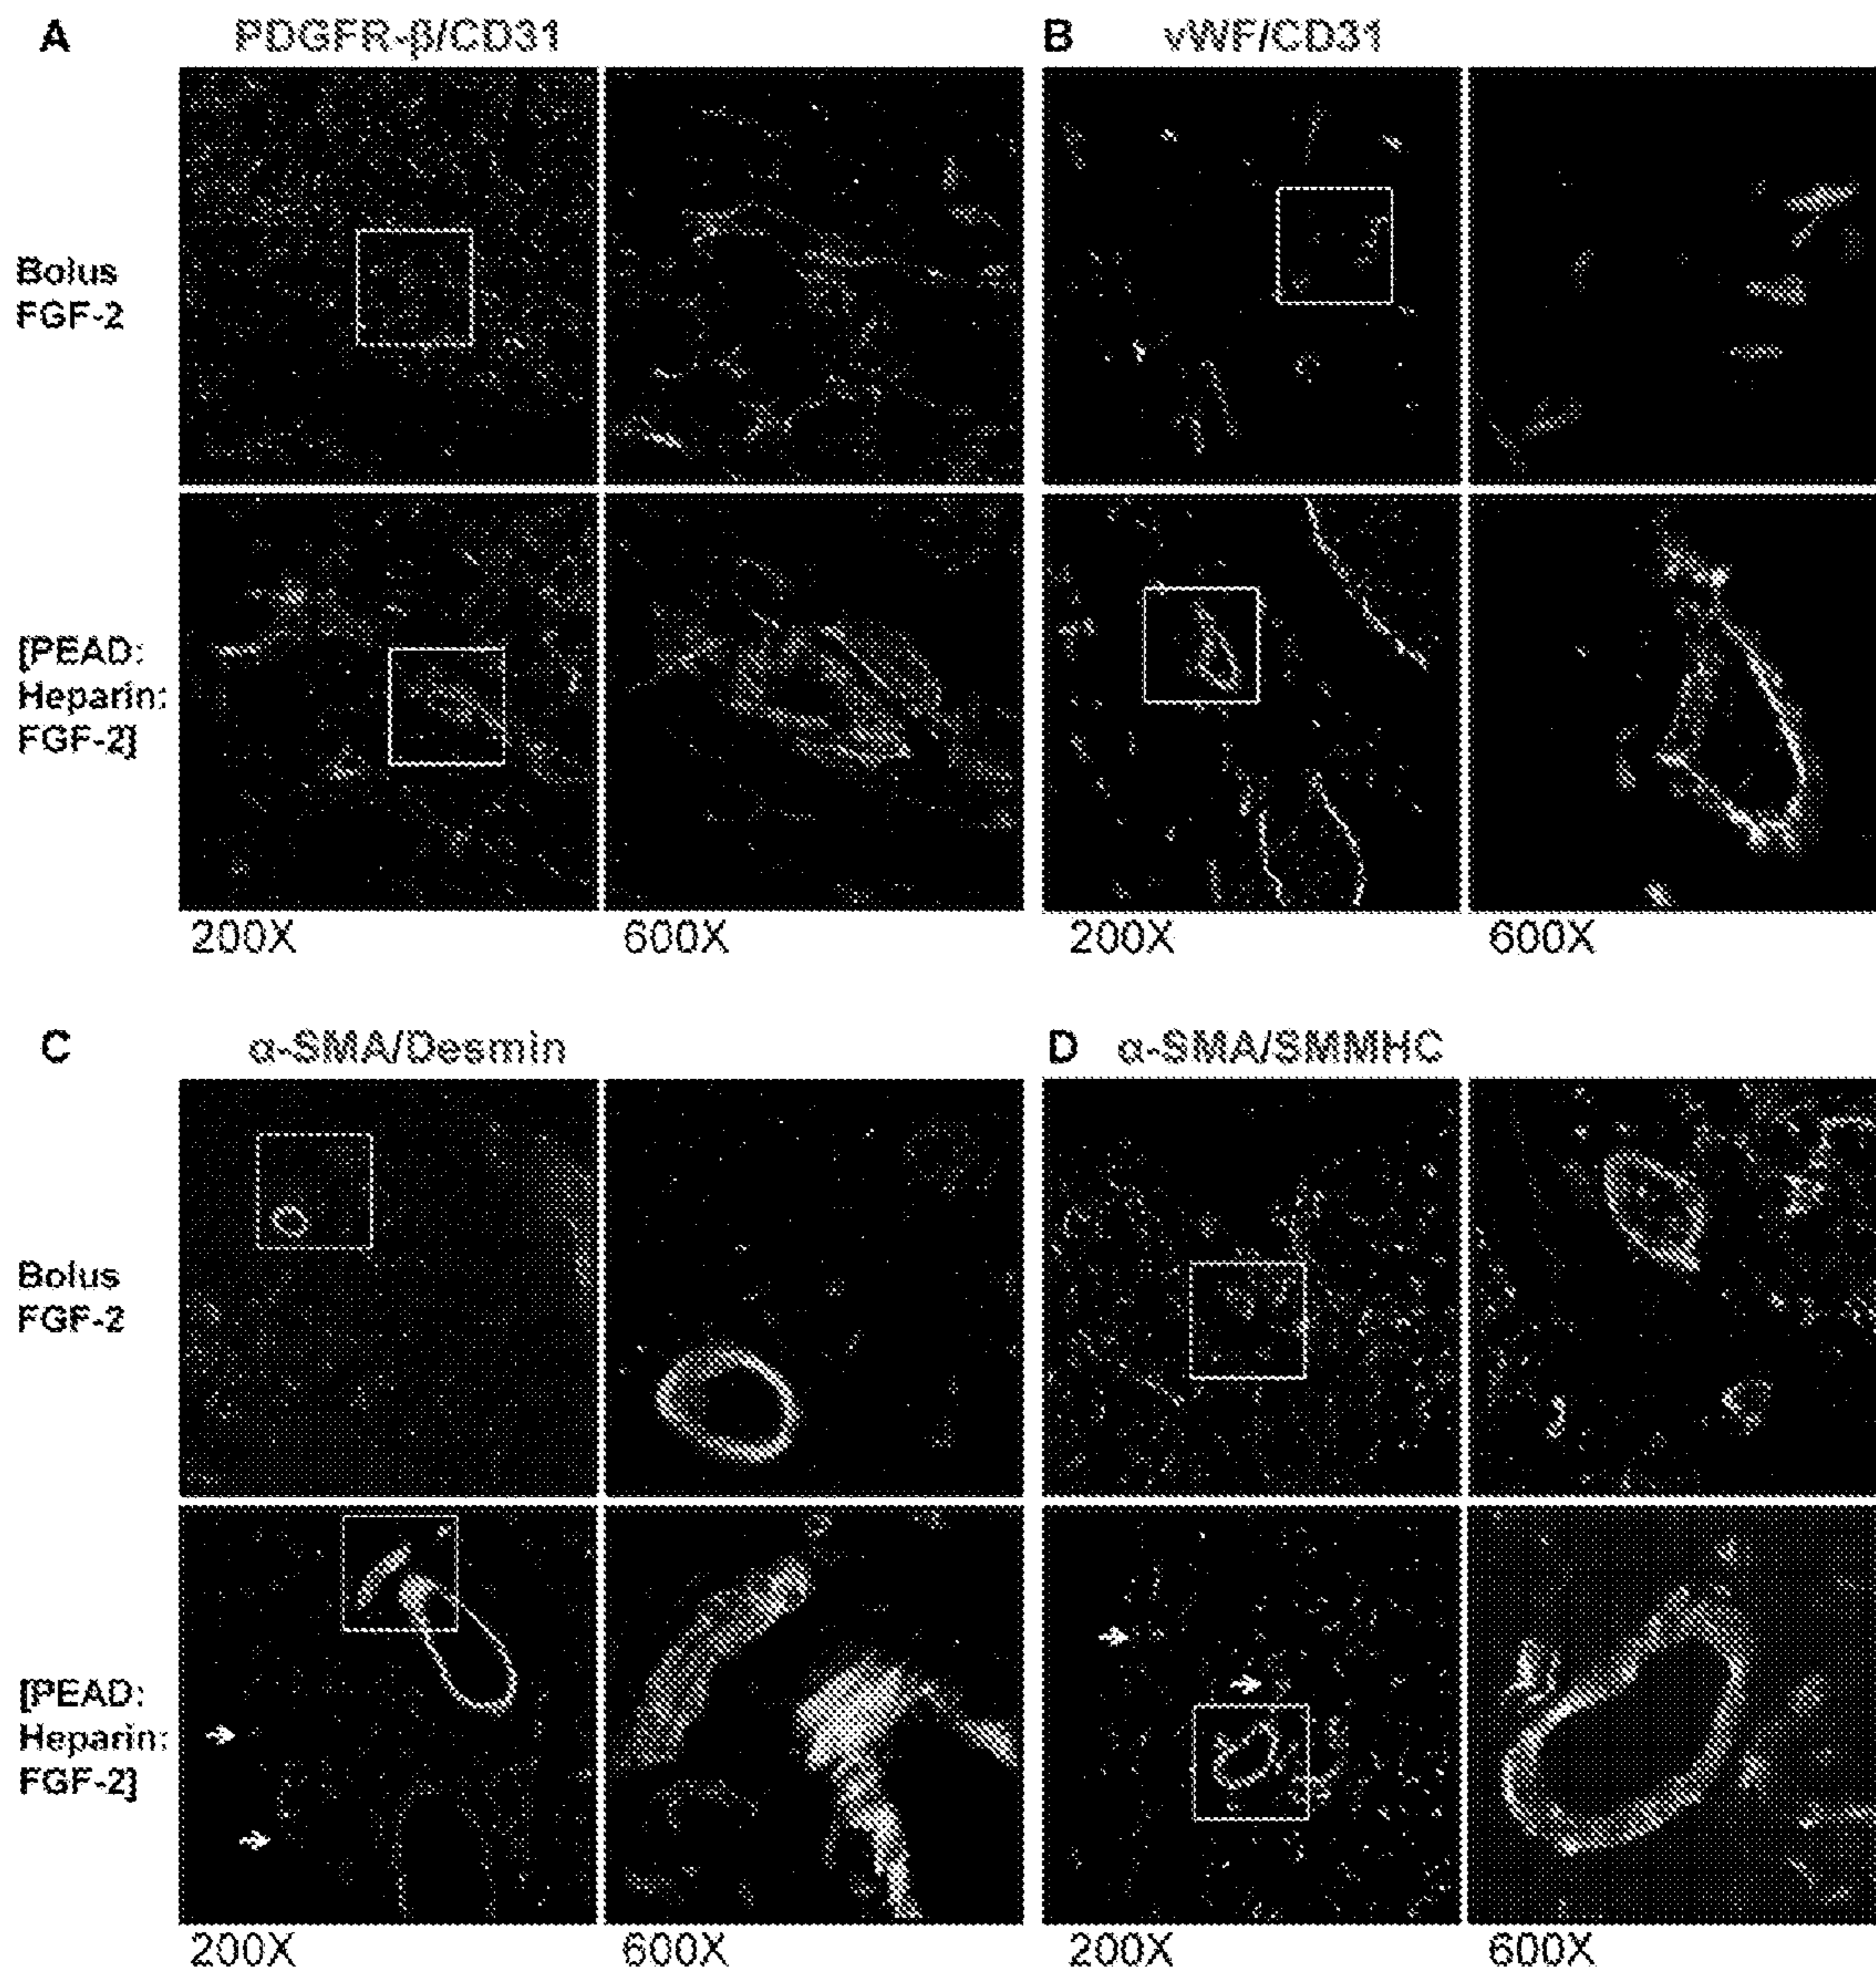 A PDGFR-β/CD31
B vWF/CD31
Bolus
FGF-2
[PEAD:
Heparin:
FGF-2]
200X 600X 200X 600X
C α-SMA/Desmin
D α-SMA/SMMHC
Bolus
FGF-2
[PEAD:
Heparin:
FGF-2]
200X 600X 200X 600X